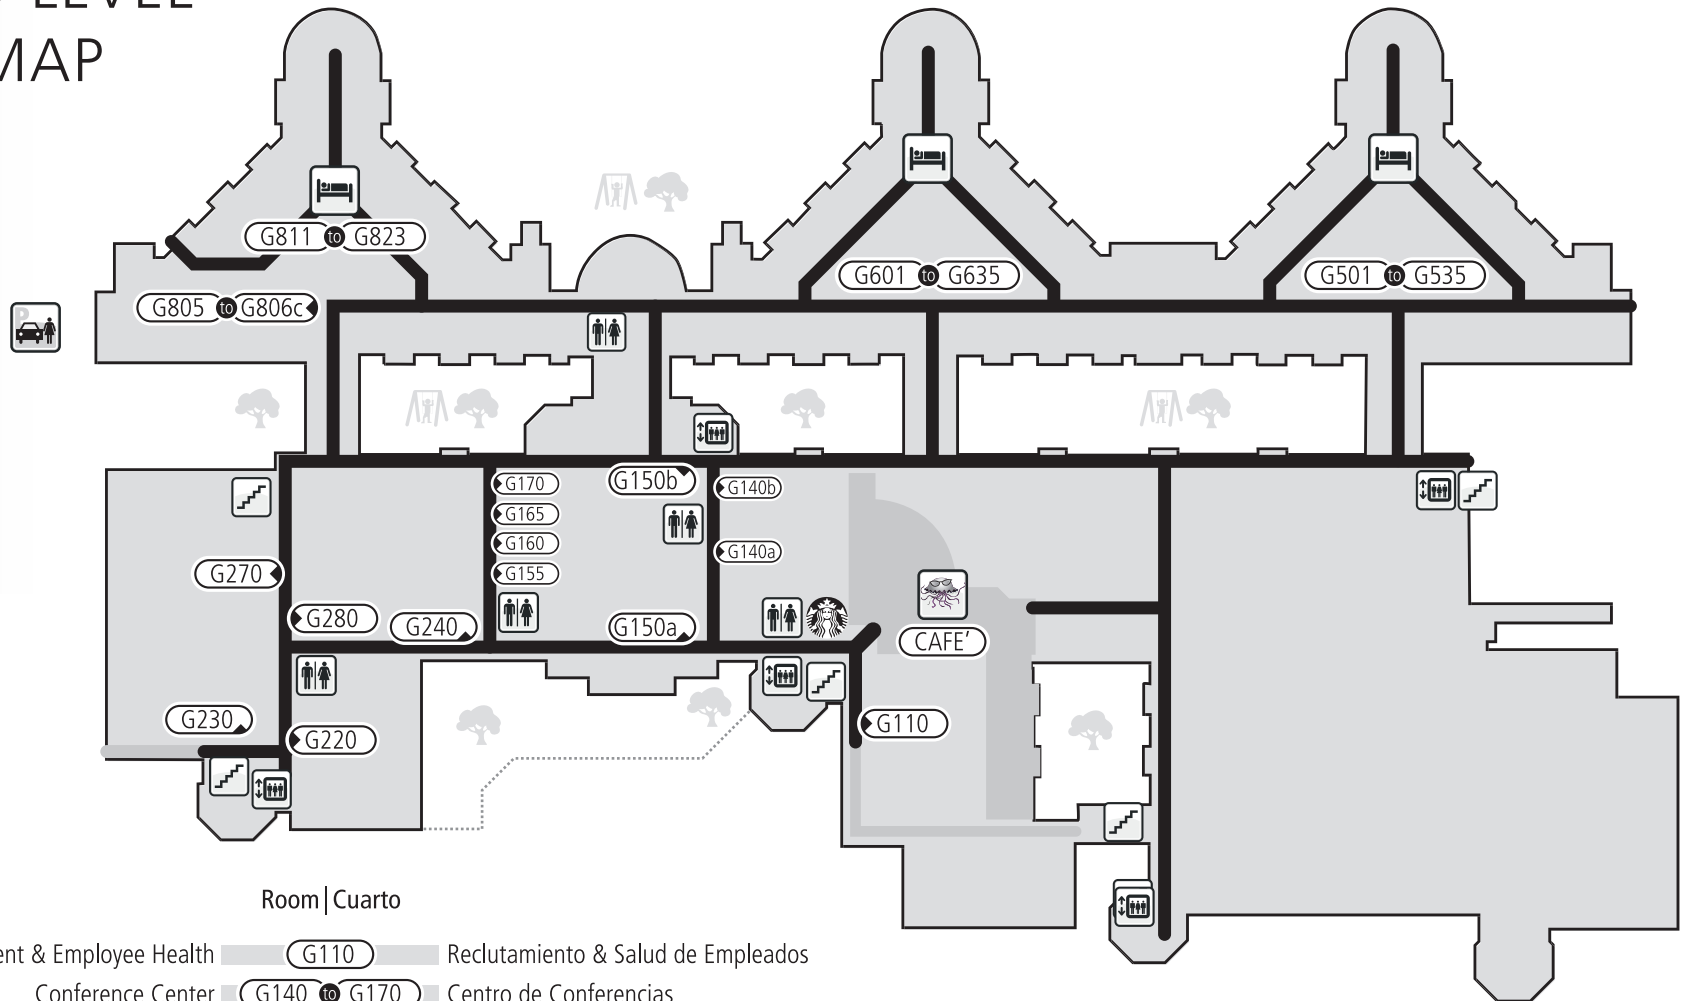 LEVEL
MAP
G811 to G823
G601 to G635
G501 to G535
G805 to G806c
P
G170
G150b
G140b
G165
G160
G140a
G155
G270
G280
G240
G150a
CAFE’
G230
G110
G220
Room | Cuarto
& Employee Health G110 Reclutamiento & Salud de Empleados
Conference Center G140 to G170 Centro de Conferencias